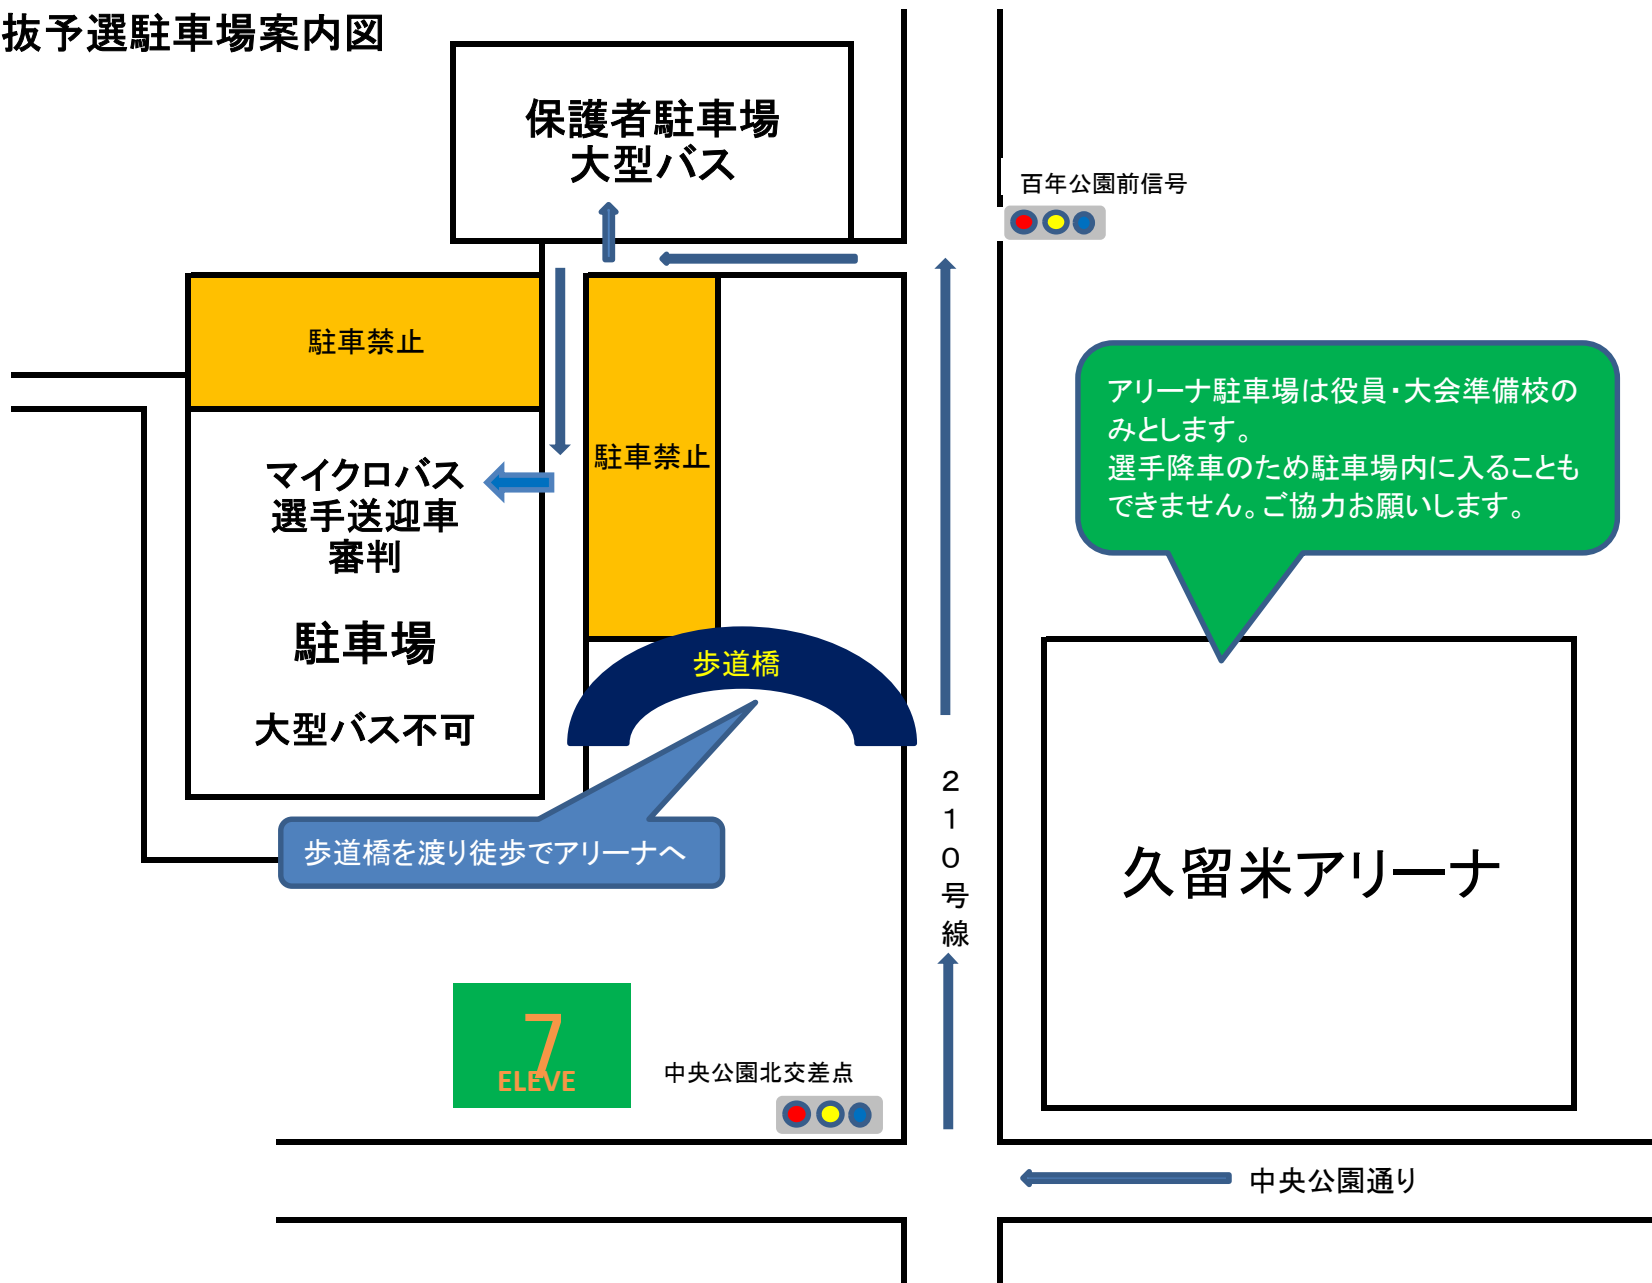 抜予選駐車場案内図
保護者駐車場
大型バス
百年公園前信号
駐車禁止
駐車禁止
アリーナ駐車場は役員・大会準備校の
みとします。
選手降車のため駐車場内に入ることも
できません。ご協力お願いします。
マイクロバス
選手送迎車
審判
駐車場
大型バス不可
歩道橋
歩道橋を渡り徒歩でアリーナへ
２１０号線
久留米アリーナ
7
ELEVE
中央公園北交差点
中央公園通り